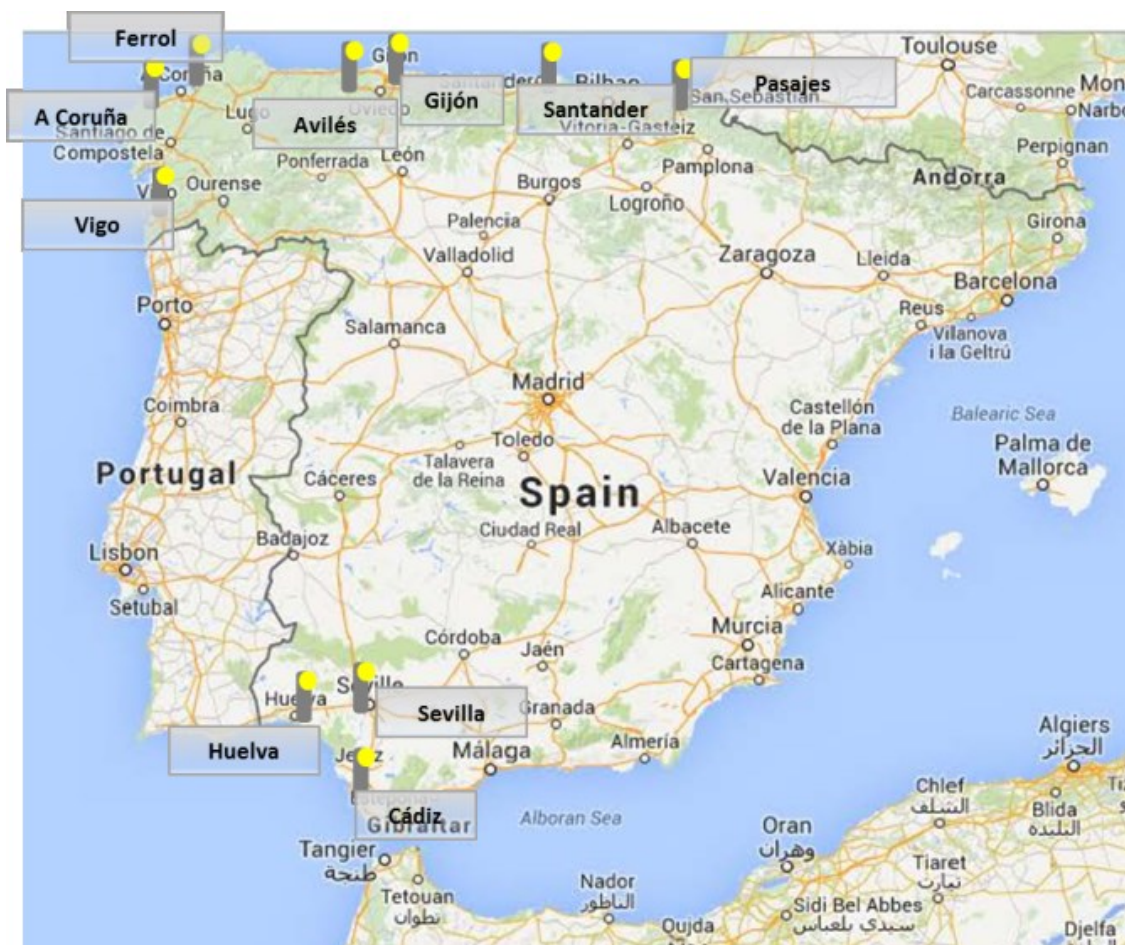 Ferrol
A Coruña
Avilés
Gijón
Santander
Pasajes
Vigo
Toulouse
Carcassonne
Perpignan
Andorra
Girona
Lugo
Santiago de
Compostela
Ourense
Ponferrada
León
Burgos
Vitoria-Gasteiz
Pamplona
Logroño
Palencia
Valladolid
Zaragoza
Lleida
Barcelona
Reus
Vilanova
i la Geltrú
Porto
Salamanca
Madrid
Coimbra
Toledo
Talavera
de la Reina
Castellón
de la Plana
Balearic Sea
Palma de
Mallorca
Portugal
Cáceres
Spain
Valencia
Ciudad Real
Albacete
Badajoz
Lisbon
Setubal
Xàbia
Alicante
Murcia
Cartagena
Córdoba
Jaén
Sevilla
Granada
Huelva
Málaga
Almería
Cádiz
Gibraltar
Alboran Sea
Tangier
طنجة
Tetouan
تطوان
Nador
الناظور
Oujda
Oran
وهران
Sidi Bel Abbes
سيدي بلعباس
Algiers
الجزائر
Chlef
الشلف
Blida
البليدة
Tiaret
تيارت
Djelfa